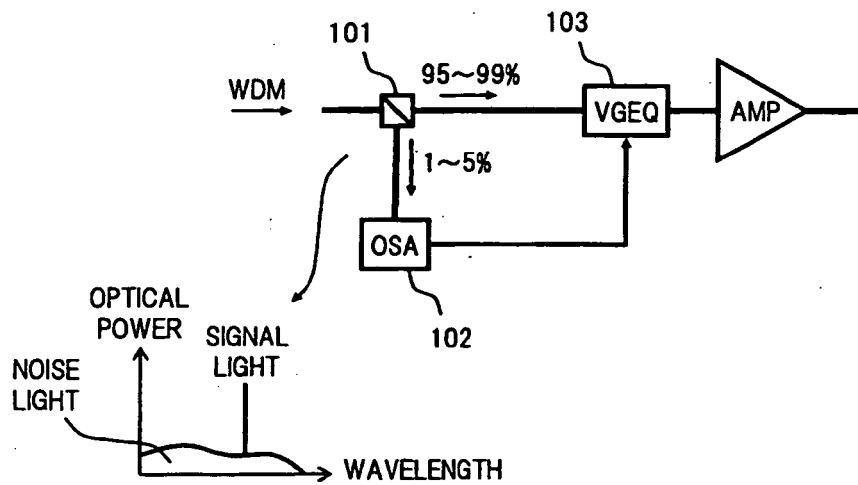 101
103
WDM
95~99%
VGEQ
AMP
1~5%
OSA
102
OPTICAL
POWER
SIGNAL
LIGHT
NOISE
LIGHT
WAVELENGTH